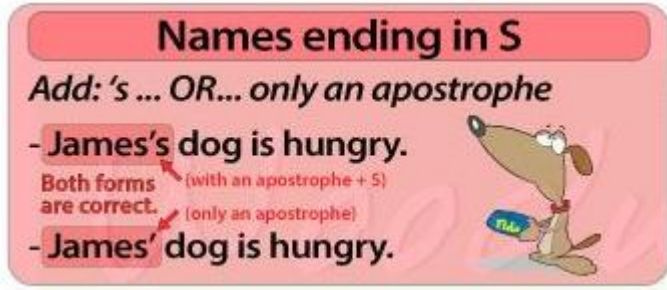 Names ending in S
Add: 's ... OR... only an apostrophe
- James's dog is hungry.
Both forms
are correct.
(with an apostrophe + S)
(only an apostrophe)
- James' dog is hungry.
Fido